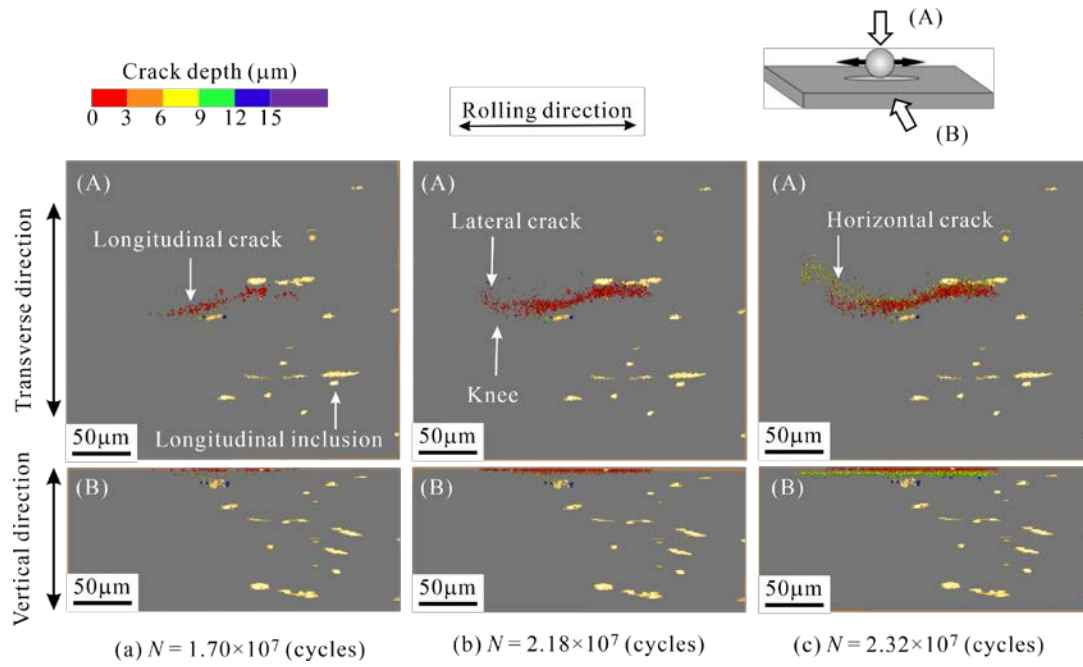 Crack depth (μm)
0 3 6 9 12 15
Rolling direction
(A)
(B)
Transverse direction
Vertical direction
(A)
Longitudinal crack
Longitudinal inclusion
50μm
(A)
Lateral crack
Knee
50μm
(A)
Horizontal crack
50μm
(B)
50μm
(B)
50μm
(B)
50μm
(a) N = 1.70×10⁷ (cycles)
(b) N = 2.18×10⁷ (cycles)
(c) N = 2.32×10⁷ (cycles)